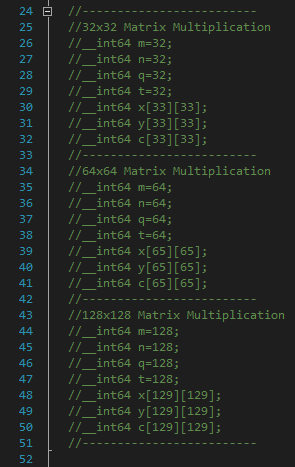 24 //---------------------------
25 //32x32 Matrix Multiplication
26 //__int64 m=32;
27 //__int64 n=32;
28 //__int64 q=32;
29 //__int64 t=32;
30 //__int64 x[33][33];
31 //__int64 y[33][33];
32 //__int64 c[33][33];
33 //---------------------------
34 //64x64 Matrix Multiplication
35 //__int64 m=64;
36 //__int64 n=64;
37 //__int64 q=64;
38 //__int64 t=64;
39 //__int64 x[65][65];
40 //__int64 y[65][65];
41 //__int64 c[65][65];
42 //---------------------------
43 //128x128 Matrix Multiplication
44 //__int64 m=128;
45 //__int64 n=128;
46 //__int64 q=128;
47 //__int64 t=128;
48 //__int64 x[129][129];
49 //__int64 y[129][129];
50 //__int64 c[129][129];
51 //---------------------------
52